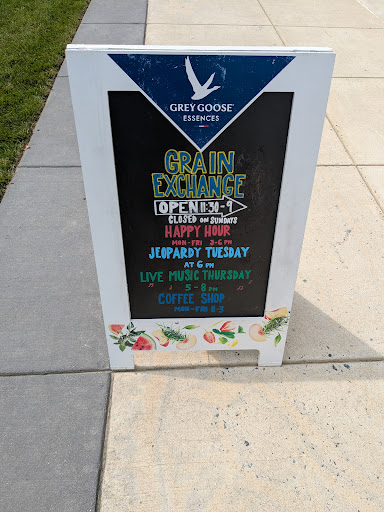 GREY GOOSE
ESSENCES
GRAIN
EXCHANGE
OPEN 11:30-9
CLOSED ON SUNDAYS
HAPPY HOUR
MON-FRI 3-6 PM
JEOPARDY TUESDAY
AT 6 PM
LIVE MUSIC THURSDAY
5-8 PM
COFFEE SHOP
MON-FRI 8-3